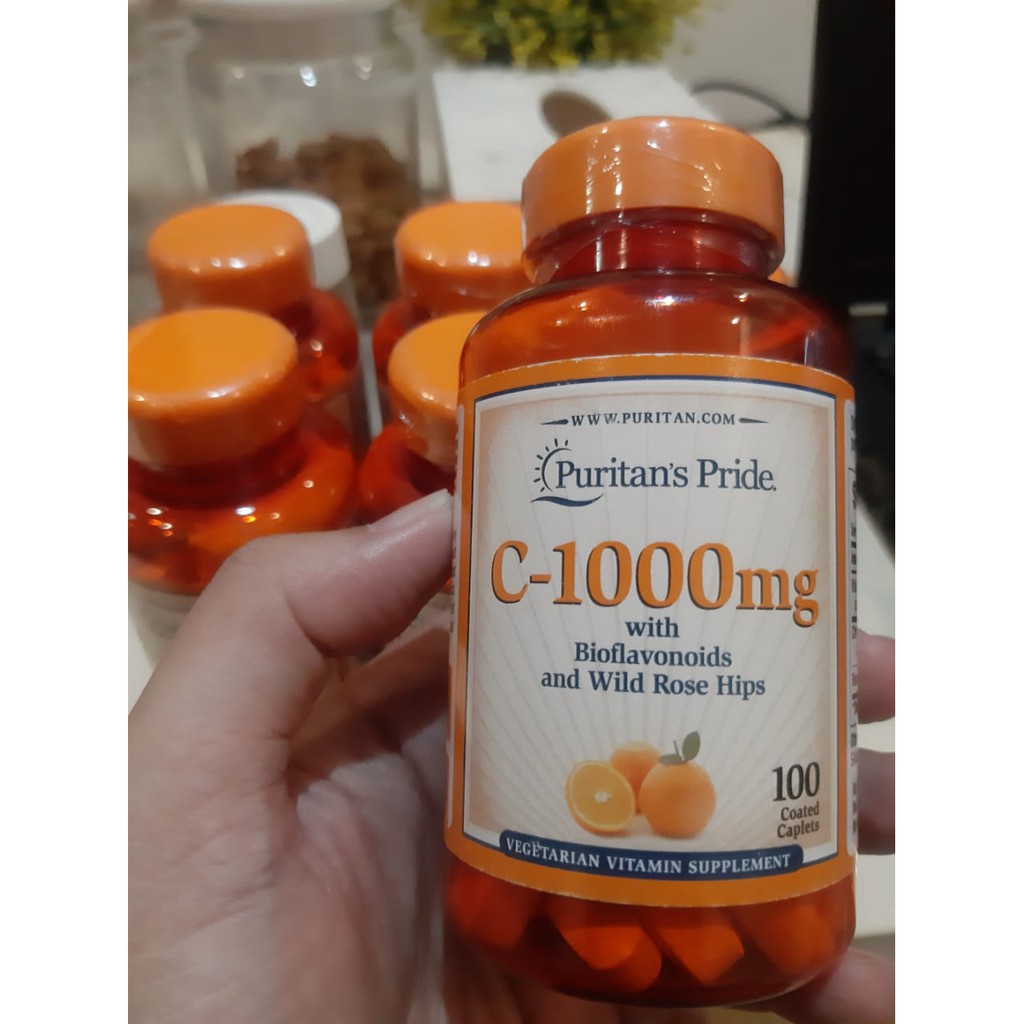 WWW.PURITAN.COM
Puritan's Pride
C-1000mg
with
Bioflavonoids
and Wild Rose Hips
100
Coated
Caplets
VEGETARIAN VITAMIN SUPPLEMENT